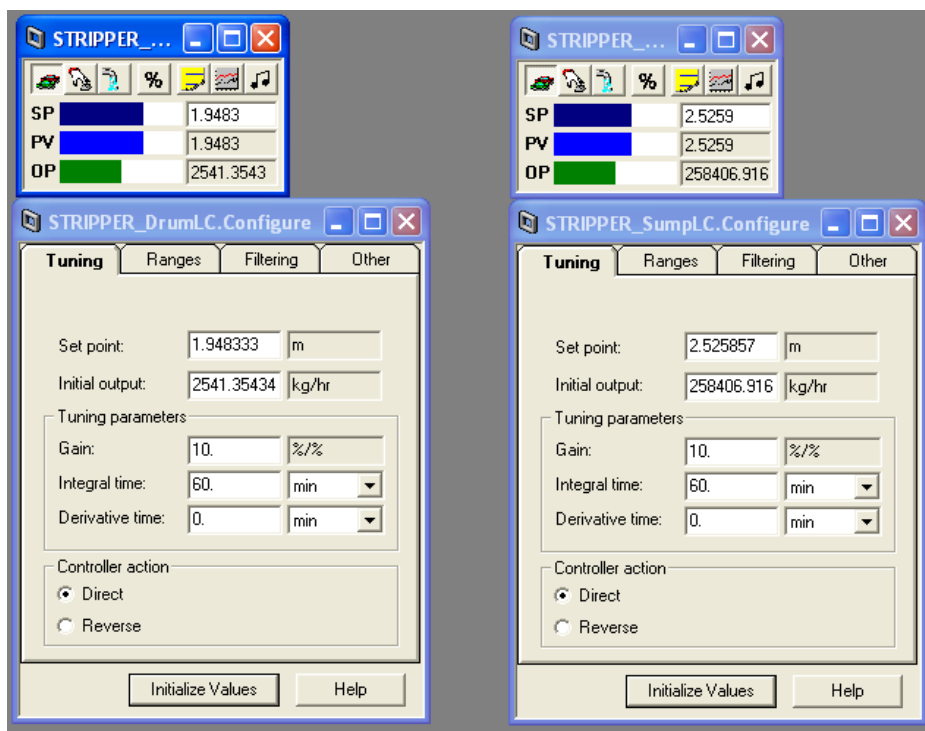 STRIPPER_...
%
SP 1.9483
PV 1.9483
OP 2541.3543
STRIPPER_DrumLC.Configure
Tuning Ranges Filtering Other
Set point: 1.948333 m
Initial output: 2541.35434 kg/hr
Tuning parameters
Gain: 10. %/%
Integral time: 60. min
Derivative time: 0. min
Controller action
Direct
Reverse
Initialize Values Help
STRIPPER_...
%
SP 2.5259
PV 2.5259
OP 258406.916
STRIPPER_SumpLC.Configure
Tuning Ranges Filtering Other
Set point: 2.525857 m
Initial output: 258406.916 kg/hr
Tuning parameters
Gain: 10. %/%
Integral time: 60. min
Derivative time: 0. min
Controller action
Direct
Reverse
Initialize Values Help